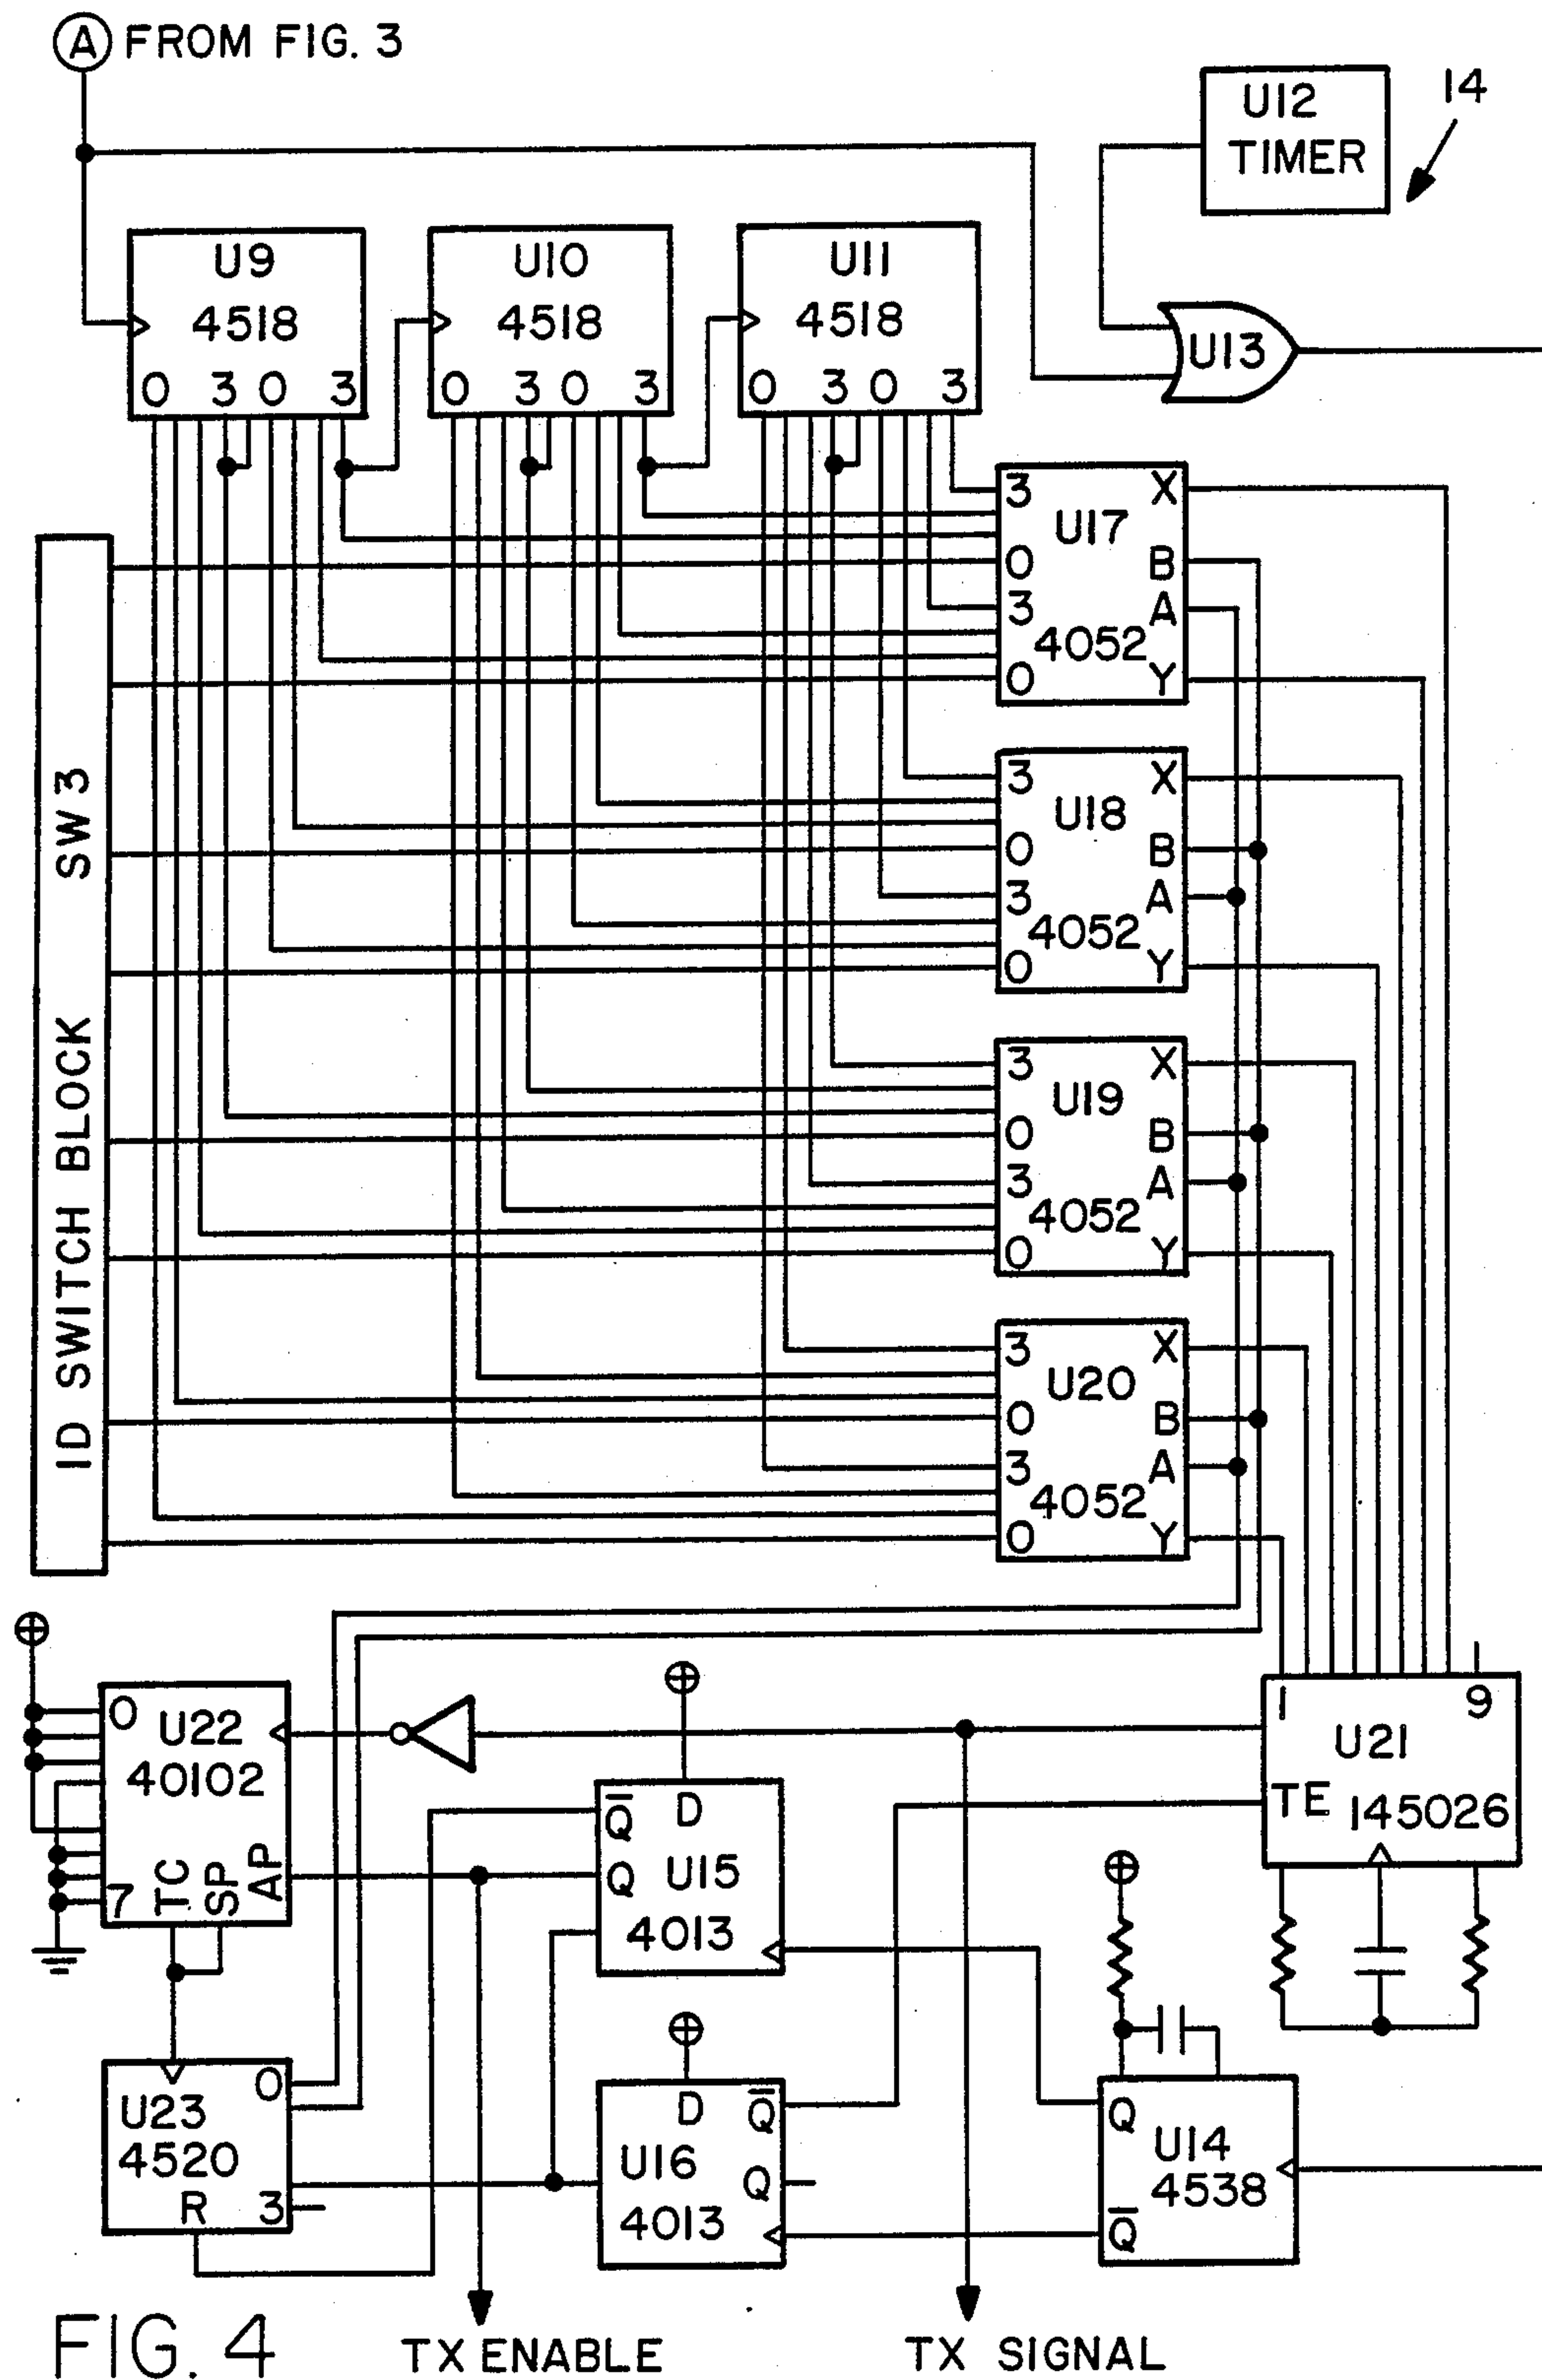 A FROM FIG. 3
U12
TIMER
14
U9
4518
0 3 0 3
U10
4518
0 3 0 3
U11
4518
0 3 0 3
U13
ID SWITCH BLOCK SW 3
3 X
U17
0 B
3 A
4052
0 Y
3 X
U18
0 B
3 A
4052
0 Y
3 X
U19
0 B
3 A
4052
0 Y
3 X
U20
0 B
3 A
4052
0 Y
0
U22
40102
7 TC SP AP
D
Q̅
Q U15
4013
1 9
U21
TE 145026
0
U23
4520
R 3
D Q̅
U16 Q
4013
Q
U14
4538
Q̅
FIG. 4
TX ENABLE
TX SIGNAL